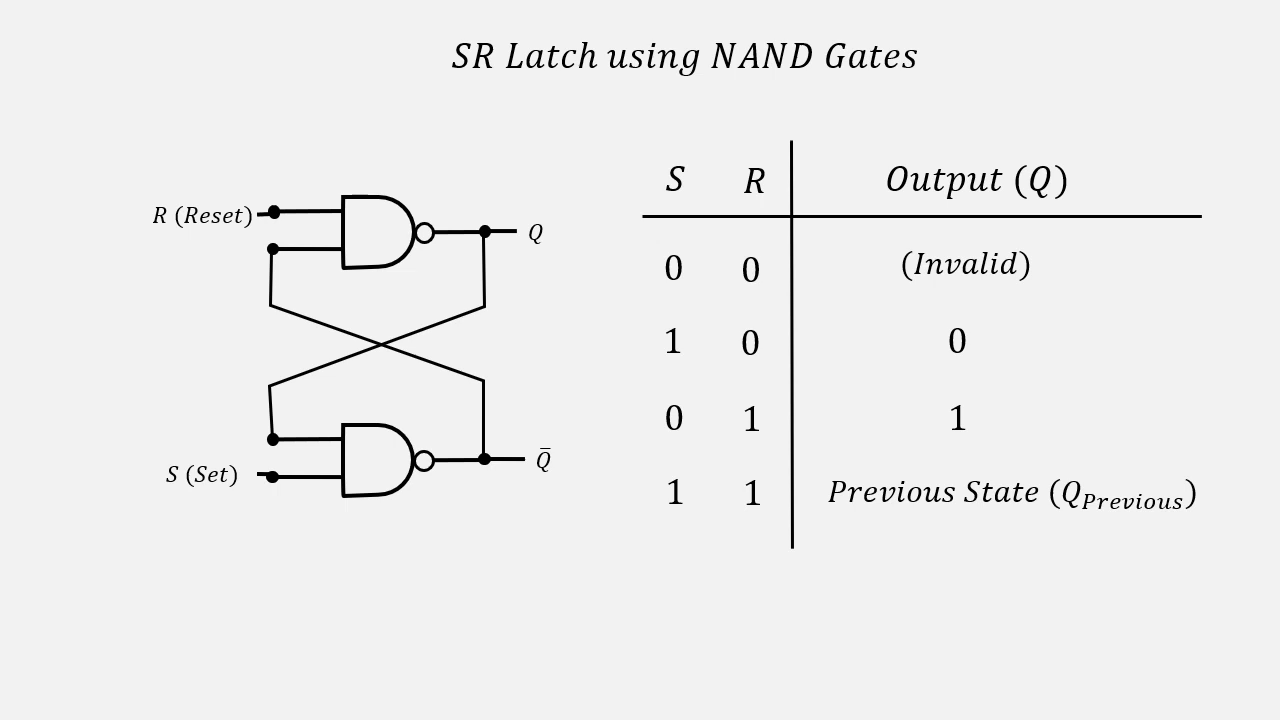 SR Latch using NAND Gates
R (Reset)
Q
S (Set)
Q̅
S R Output (Q)
0 0 (Invalid)
1 0 0
0 1 1
1 1 Previous State (Q_Previous)